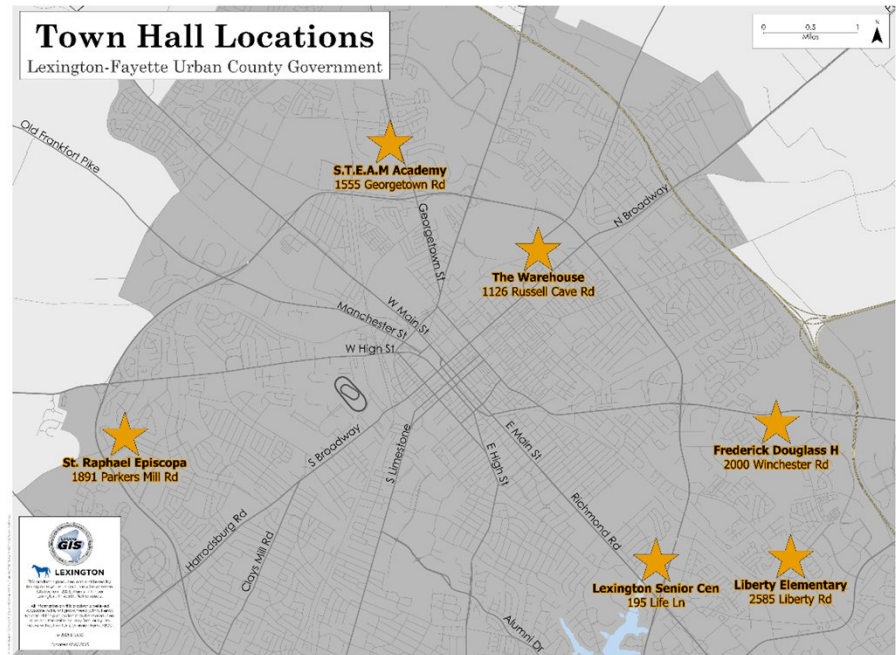 Town Hall Locations
Lexington-Fayette Urban County Government
0 0.5 1
Miles
Old Frankfort Pike
S.T.E.A.M Academy
1555 Georgetown Rd
Georgetown St
N Broadway
The Warehouse
1126 Russell Cave Rd
W Main St
Manchester St
W High St
St. Raphael Episcopa
1891 Parkers Mill Rd
S Broadway
S Limestone
E High St
E Main St
Frederick Douglass H
2000 Winchester Rd
Richmond Rd
Harrodsburg Rd
Clays Mill Rd
Lexington Senior Cen
195 Life Ln
Liberty Elementary
2585 Liberty Rd
Alumni Dr
GIS
LEXINGTON